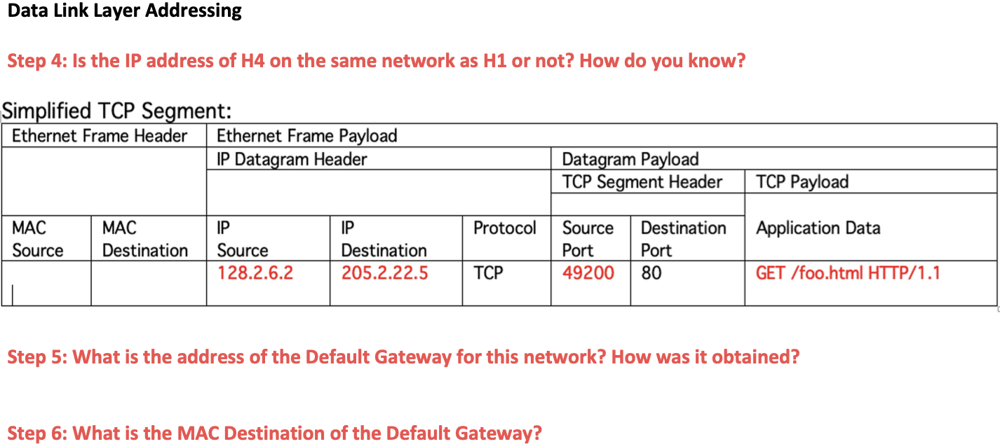 Data Link Layer Addressing
Step 4: Is the IP address of H4 on the same network as H1 or not? How do you know?
Simplified TCP Segment:
Ethernet Frame Header Ethernet Frame Payload
IP Datagram Header Datagram Payload
TCP Segment Header TCP Payload
MAC Source MAC Destination IP Source IP Destination Protocol Source Port Destination Port Application Data
128.2.6.2 205.2.22.5 TCP 49200 80 GET /foo.html HTTP/1.1
Step 5: What is the address of the Default Gateway for this network? How was it obtained?
Step 6: What is the MAC Destination of the Default Gateway?